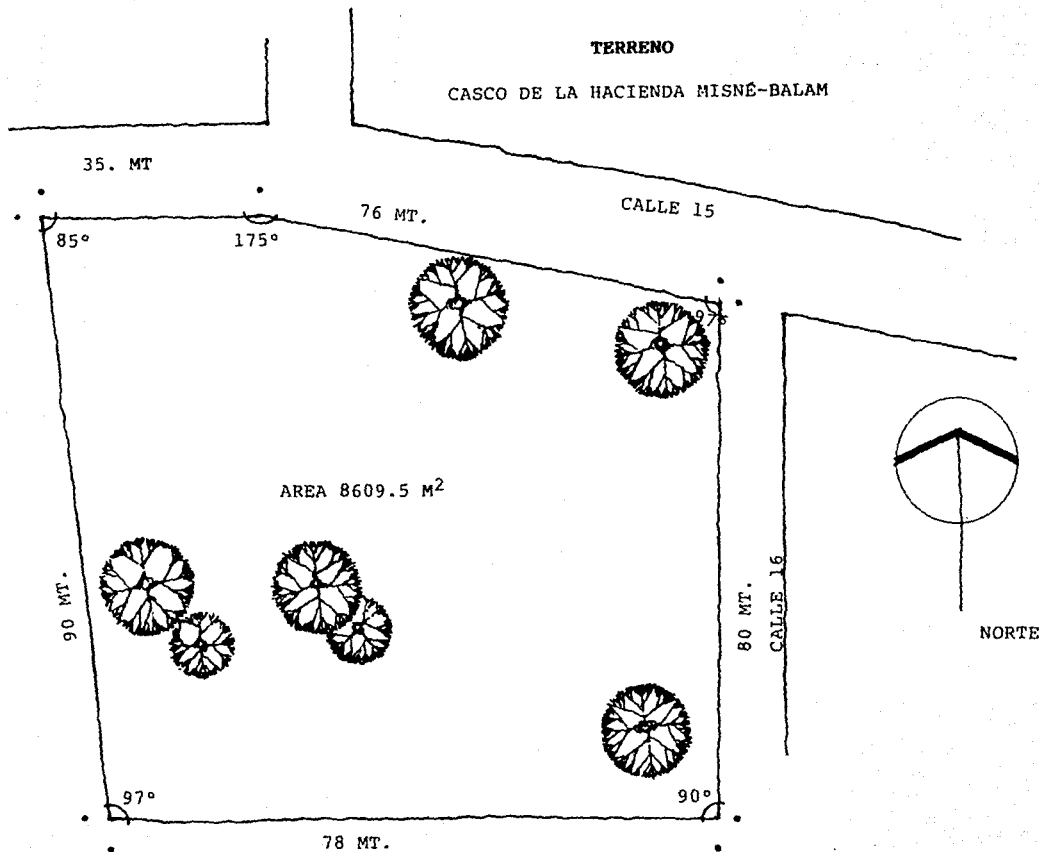 TERRENO
CASCO DE LA HACIENDA MISNÉ-BALAM
35. MT
76 MT.
CALLE 15
85°
175°
97°
AREA 8609.5 M²
90 MT.
80 MT.
CALLE 16
NORTE
97°
90°
78 MT.